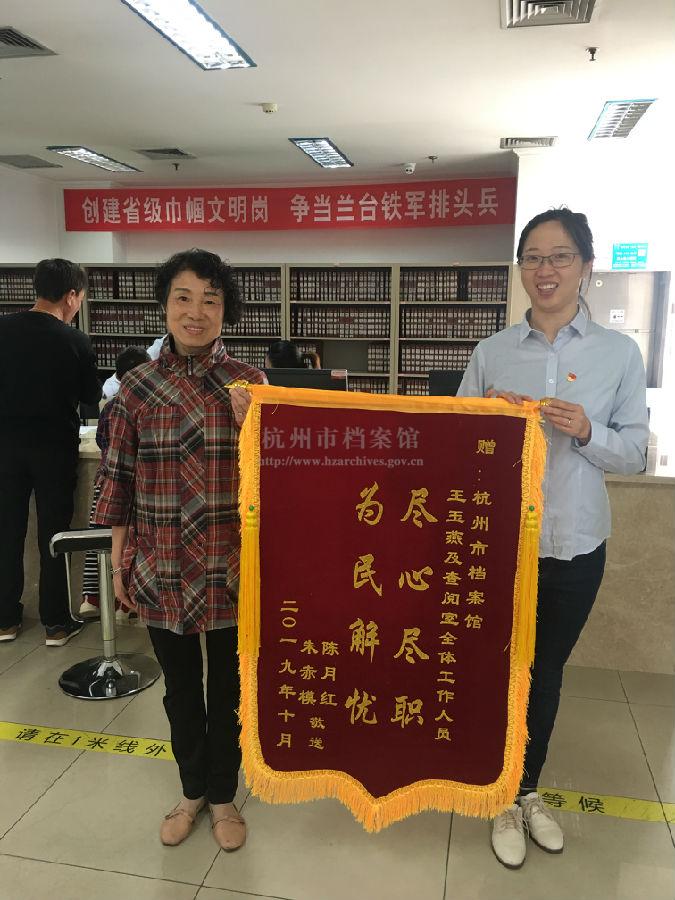 创建省级巾帼文明岗 争当兰台铁军排头兵
杭州市档案馆
http://www.hzarchives.gov.cn
赠：
杭州市档案馆
王玉燕及查阅室全体工作人员
尽心尽职
为民解忧
陈月红
朱赤模 敬送
二〇一九年十月
请在1米线外
等候